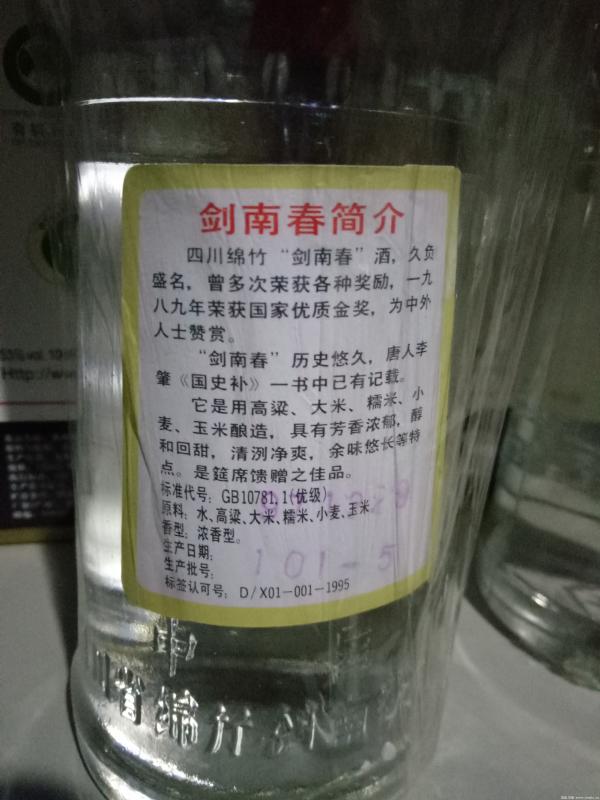 剑南春简介
四川绵竹“剑南春”酒，久负
盛名，曾多次荣获各种奖励，一九
八九年荣获国家优质金奖，为中外
人士赞赏。
“剑南春”历史悠久，唐人李
肇《国史补》一书中已有记载。
它是用高粱、大米、糯米、小
麦、玉米酿造，具有芳香浓郁，醇
和回甜，清冽净爽，余味悠长等特
点。是筵席馈赠之佳品。
标准代号：GB10781.1(优级)
原料：水、高粱、大米、糯米、小麦、玉米
香型：浓香型。
生产日期：
生产批号：101-5
标签认可号：D/X01-001-1995
中
川省绵竹剑南